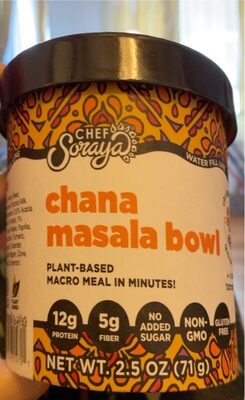 CHEF
Soraya
WATER FILL
chana
masala bowl
PLANT-BASED
MACRO MEAL IN MINUTES!
12g
PROTEIN
5g
FIBER
NO
ADDED
SUGAR
NON-
GMO
GLUTEN
FREE
NET WT. 2.5 OZ (71 g)